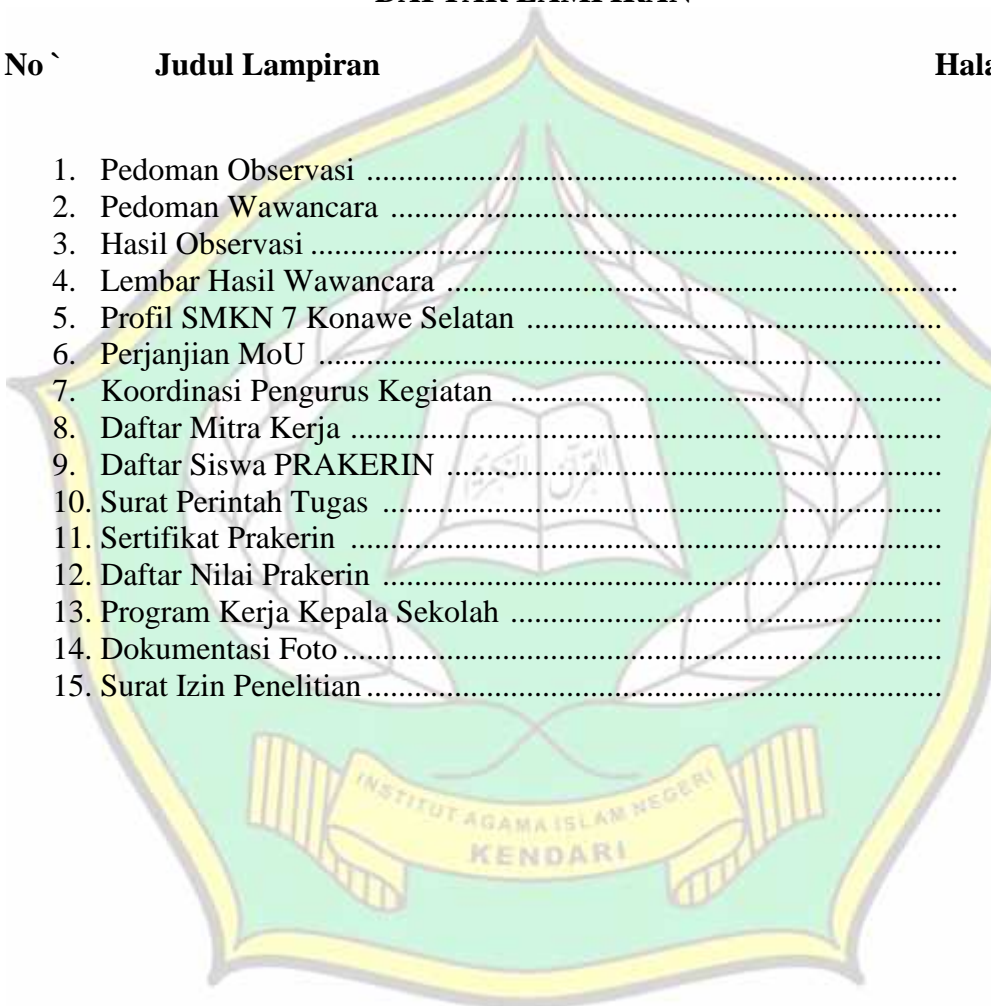 No ` Judul Lampiran
1. Pedoman Observasi ........................................................................
2. Pedoman Wawancara .....................................................................
3. Hasil Observasi ...............................................................................
4. Lembar Hasil Wawancara ..............................................................
5. Profil SMKN 7 Konawe Selatan ..................................................
6. Perjanjian MoU ............................................................................
7. Koordinasi Pengurus Kegiatan ....................................................
8. Daftar Mitra Kerja ........................................................................
9. Daftar Siswa PRAKERIN ............................................................
10. Surat Perintah Tugas ....................................................................
11. Sertifikat Prakerin ........................................................................
12. Daftar Nilai Prakerin ....................................................................
13. Program Kerja Kepala Sekolah ....................................................
14. Dokumentasi Foto .........................................................................
15. Surat Izin Penelitian ......................................................................
INSTITUT AGAMA ISLAM NEGERI
KENDARI